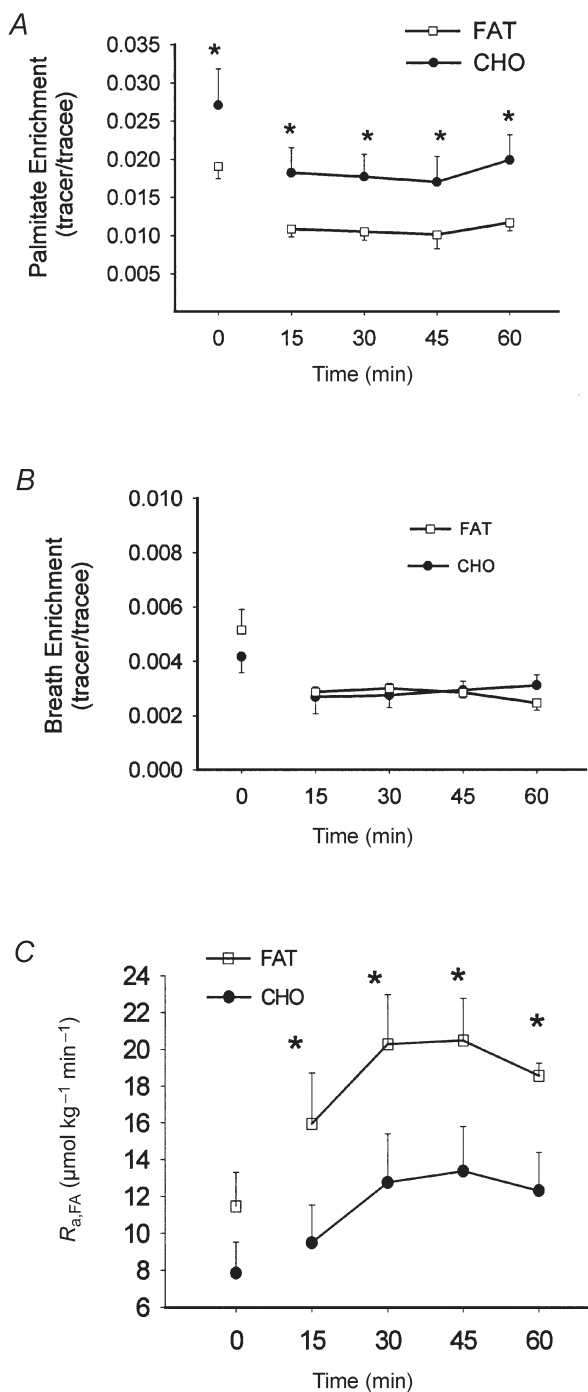 A
FAT
CHO
Palmitate Enrichment
(tracer/tracee)
0.035
0.030
0.025
0.020
0.015
0.010
0.005
*
*
*
*
*
0 15 30 45 60
Time (min)
B
FAT
CHO
Breath Enrichment
(tracer/tracee)
0.010
0.008
0.006
0.004
0.002
0.000
0 15 30 45 60
Time (min)
C
FAT
CHO
Ra,FA (µmol kg−1 min−1)
24
22
20
18
16
14
12
10
8
6
*
*
*
*
0 15 30 45 60
Time (min)